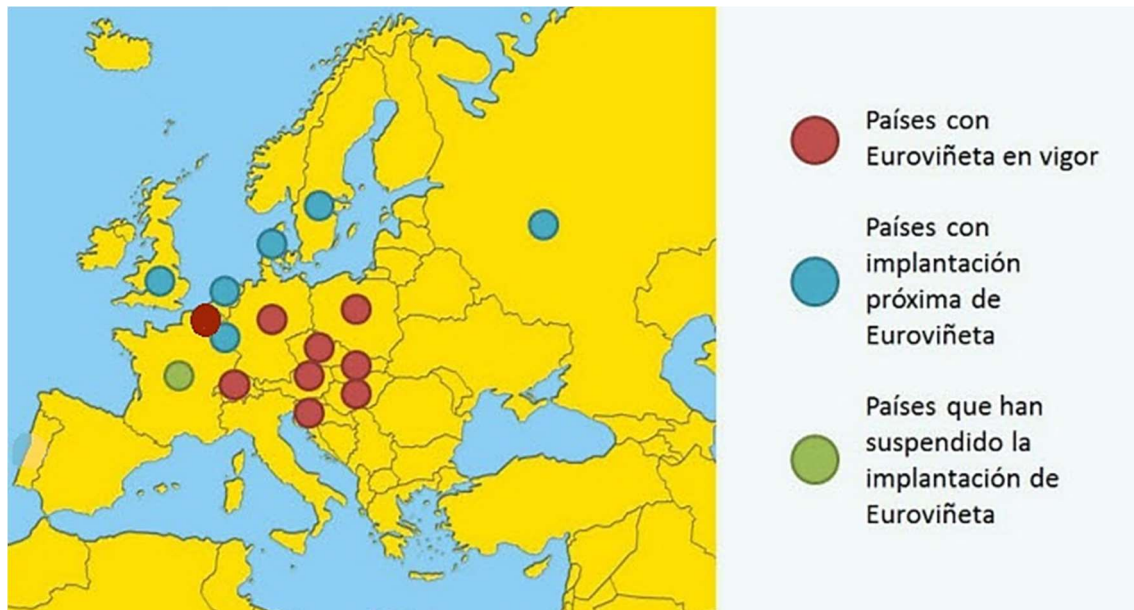 Países con
Euroviñeta en vigor
Países con
implantación
próxima de
Euroviñeta
Países que han
suspendido la
implantación de
Euroviñeta